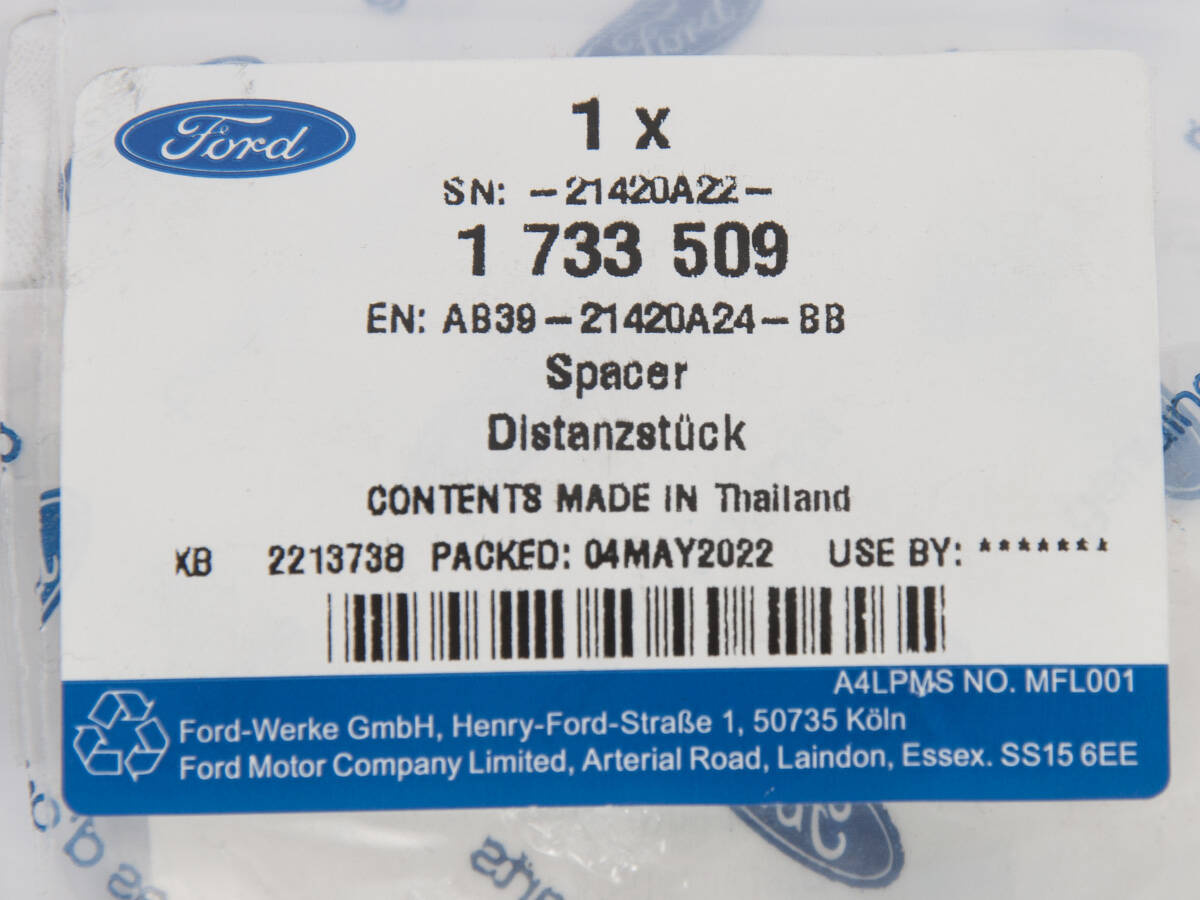 Ford
1 x
SN: -21420A22-
1 733 509
EN: AB39-21420A24-BB
Spacer
Distanzstück
CONTENTS MADE IN Thailand
XB 2213738 PACKED: 04MAY2022 USE BY: *******
A4LPMS NO. MFL001
Ford-Werke GmbH, Henry-Ford-Straße 1, 50735 Köln
Ford Motor Company Limited, Arterial Road, Laindon, Essex. SS15 6EE